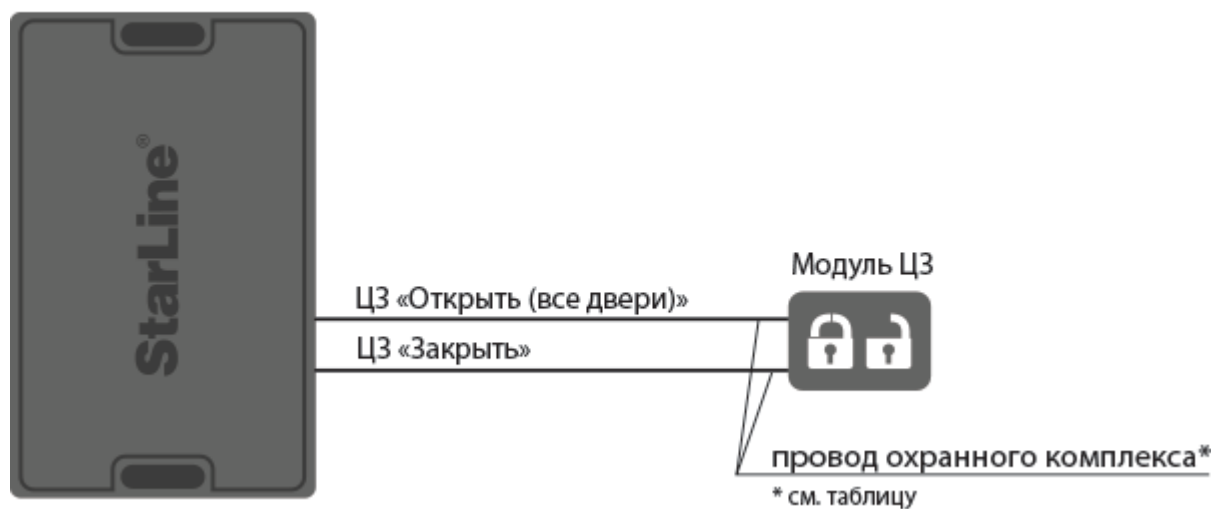 StarLine®
Модуль ЦЗ
ЦЗ «Открыть (все двери)»
ЦЗ «Закрыть»
провод охранного комплекса*
* см. таблицу